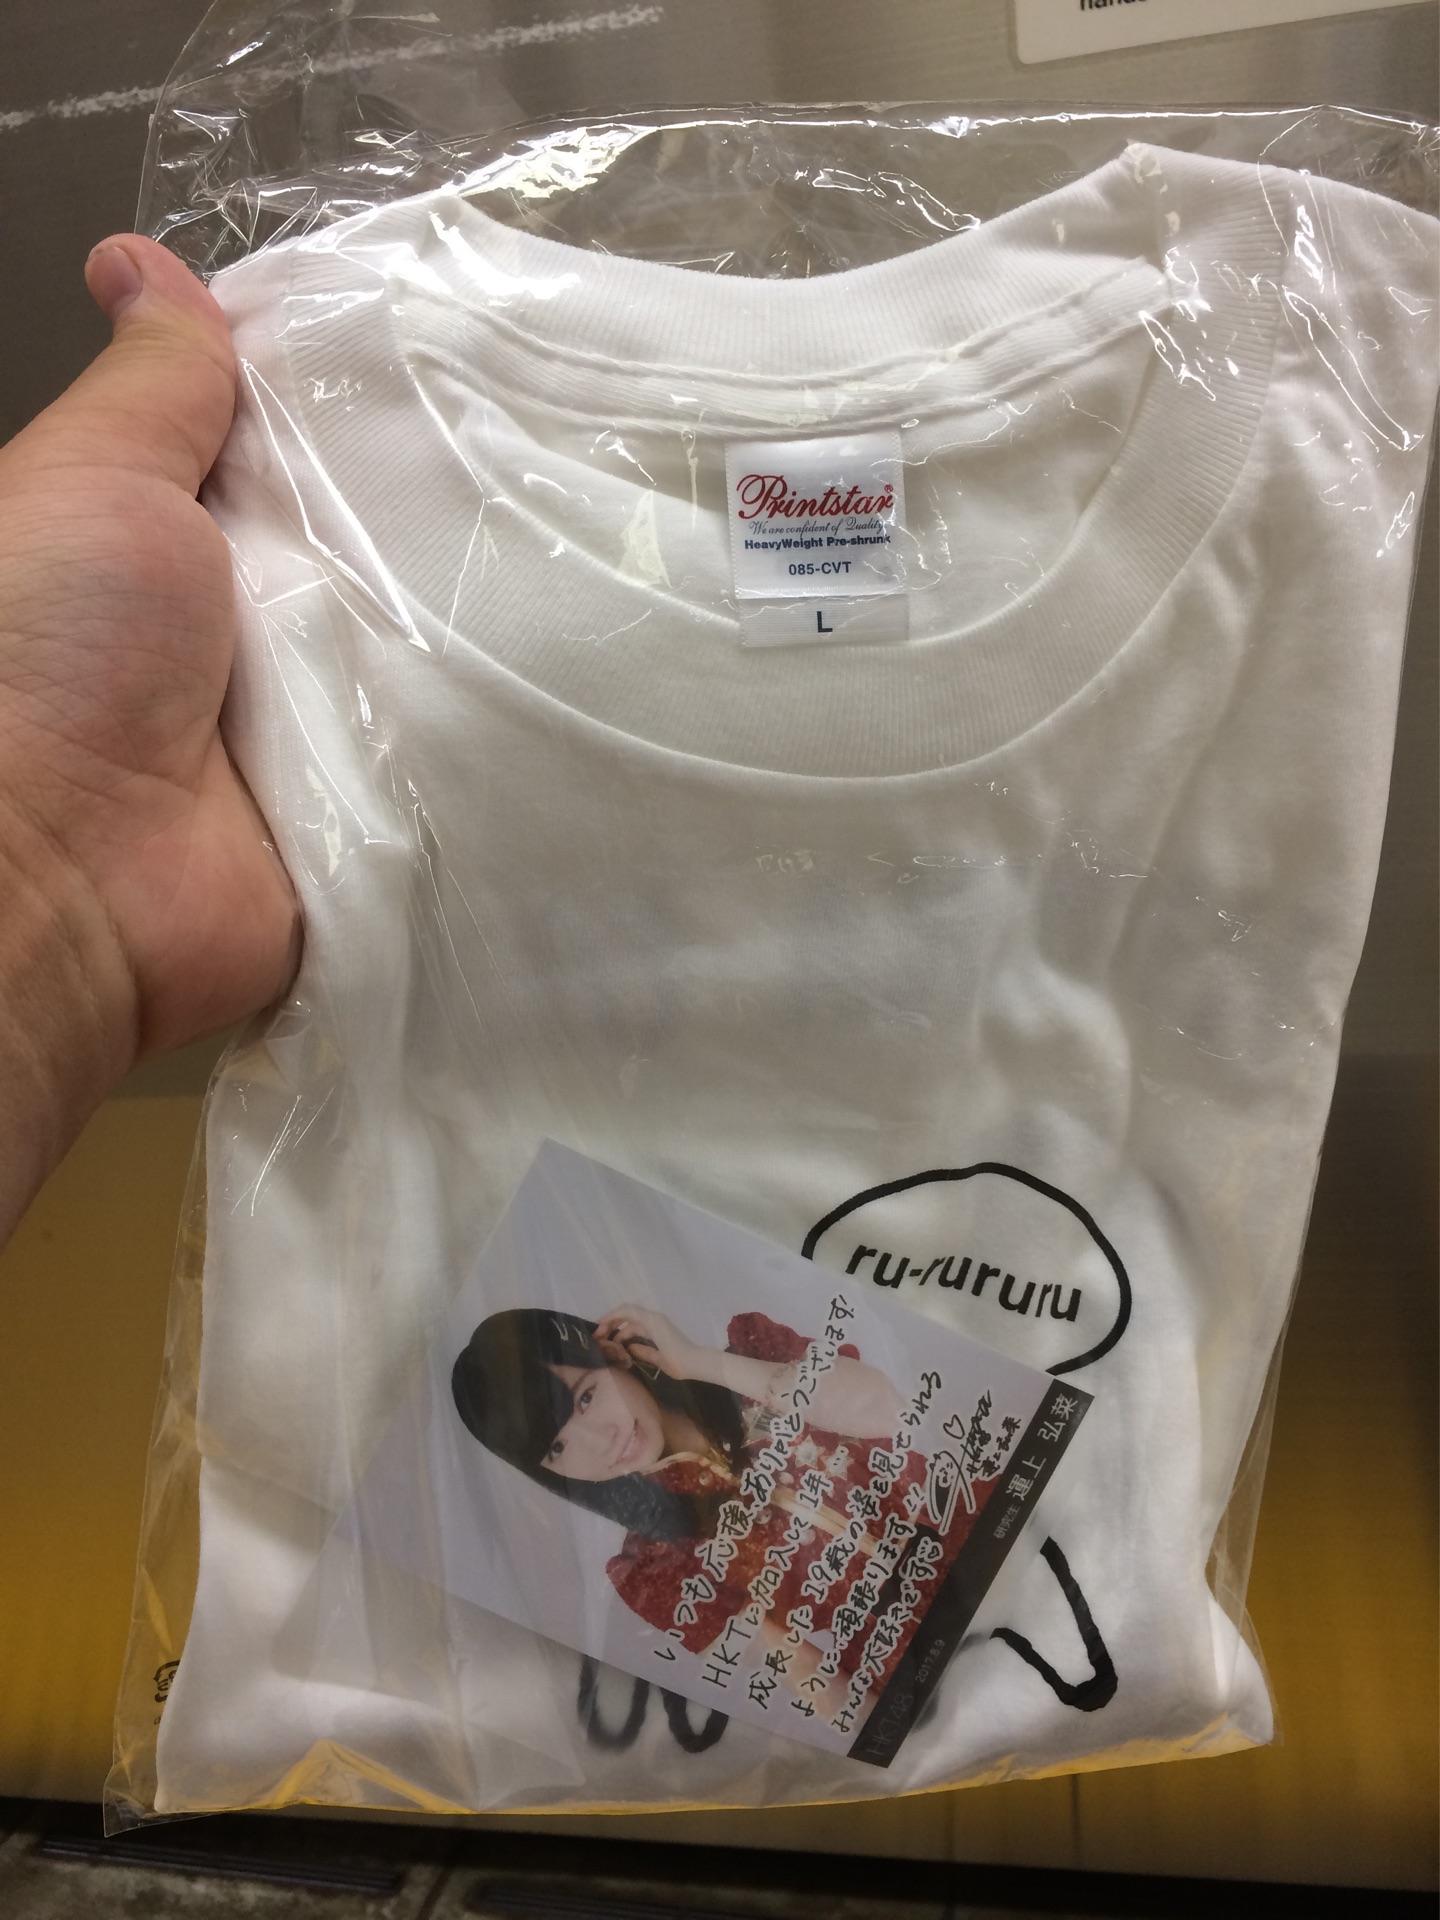 Printstar®
We are confident of Quality
HeavyWeight Pre-shrunk
085-CVT
L
ru-rururu
いつも応援、ありがとうございます!
HKTに加入して1年…
成長した19歳の姿を見せられる
ように…頑張ります!!
みんな大好きです♡
研究生 運上 弘菜
HKT48 2017.8.9